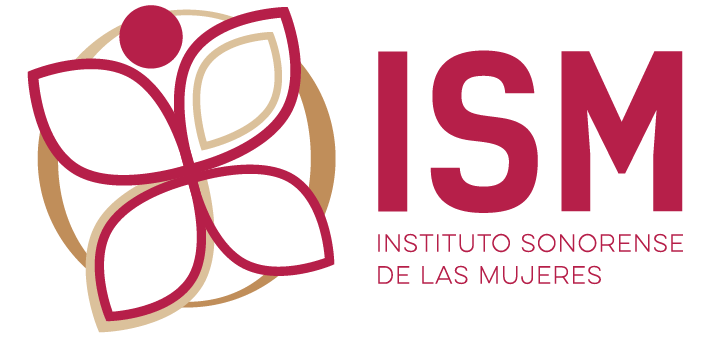 ISM
INSTITUTO SONORENSE
DE LAS MUJERES